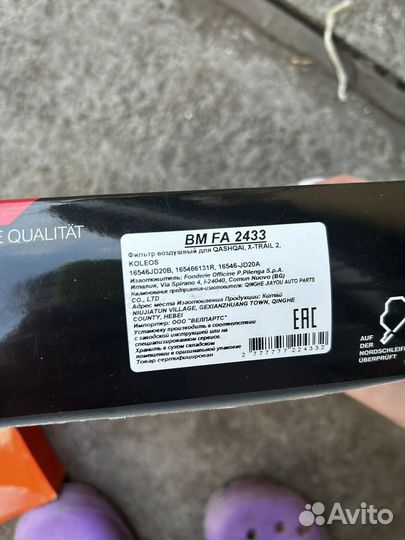 E QUALITÄT
BM FA 2433
Фильтр воздушный для QASHQAI, X-TRAIL 2,
KOLEOS
16546JD20B, 165466131R, 16546-JD20A
Изготовитель: Fonderie Officine P.Pilenga S.p.A.
Италия, Via Spirano 4, I-24040, Comun Nuovo (BG)
Наименование предприятия-изготовителя: QINGHE JIAYOU AUTO PARTS
CO., LTD
Адрес места Изготовления Продукции: Китай
NIUJIATUN VILLAGE, GEXIANZHUANG TOWN, QINGHE
COUNTY, HEBEI
Импортер: ООО "ВЕЛПАРТС"
Установку производить в соответствии
с заводской инструкцией или на
специализированном сервисе.
Хранить в сухом складском
помещении в оригинальной упаковке
Товар сертифицирован
EAC
2 777777 224332
AUF
DER
NORDSCHLEIF
ÜBERPRÜFT
Avito